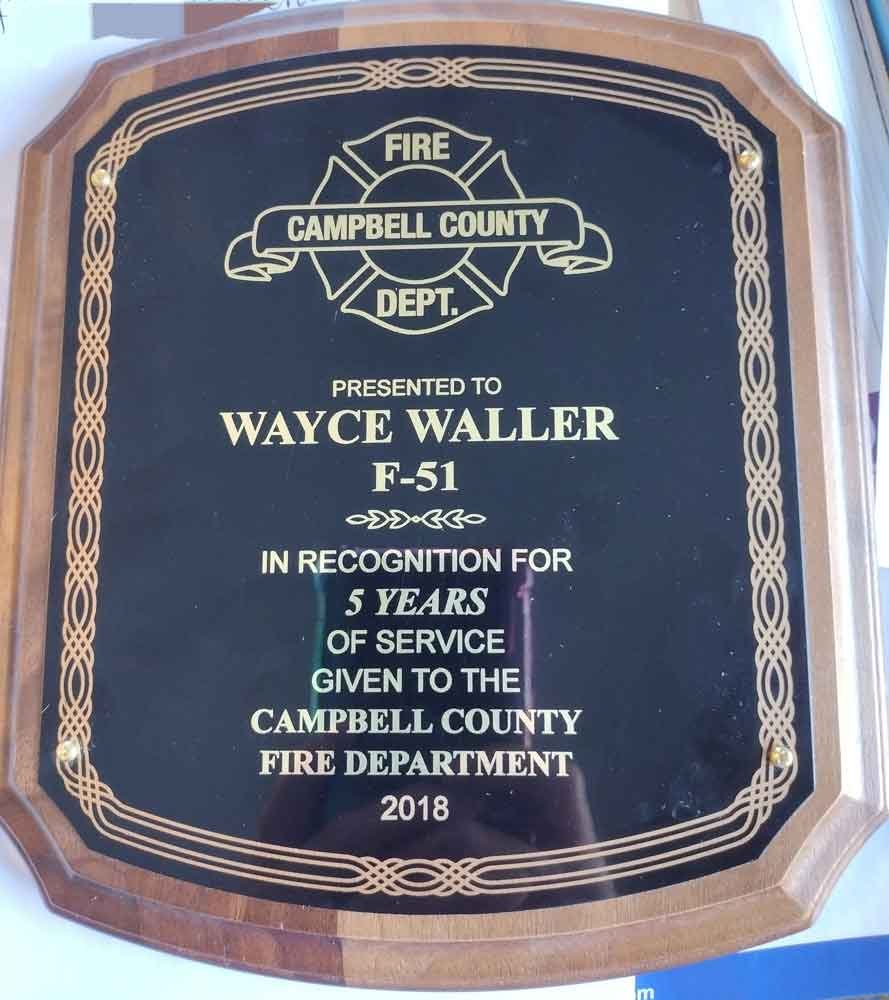 FIRE
CAMPBELL COUNTY
DEPT.
PRESENTED TO
WAYCE WALLER
F-51
IN RECOGNITION FOR
5 YEARS
OF SERVICE
GIVEN TO THE
CAMPBELL COUNTY
FIRE DEPARTMENT
2018